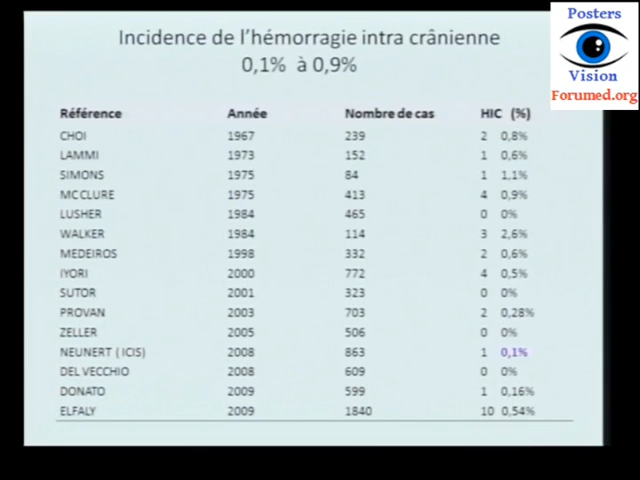 Posters
Vision
Forumed.org
Incidence de l'hémorragie intra crânienne
0,1% à 0,9%
Référence Année Nombre de cas HIC (%)
CHOI 1967 239 2 0,8%
LAMMI 1973 152 1 0,6%
SIMONS 1975 84 1 1,1%
MCCLURE 1975 413 4 0,9%
LUSHER 1984 465 0 0%
WALKER 1984 114 3 2,6%
MEDEIROS 1998 332 2 0,6%
IYORI 2000 772 4 0,5%
SUTOR 2001 323 0 0%
PROVAN 2003 703 2 0,28%
ZELLER 2005 506 0 0%
NEUNERT ( ICIS) 2008 863 1 0,1%
DEL VECCHIO 2008 609 0 0%
DONATO 2009 599 1 0,16%
ELFALY 2009 1840 10 0,54%